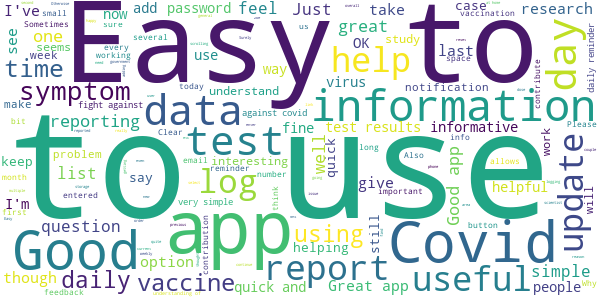 I've
small
Sometimes
one
now
several
see
seems
time
week
every
working
symptom
make
fight against
bit
reporting
problem
keep
list
month
first
entered
I'm
question
though
daily
feedback
Easy to
add password
feel
use
understand
data
against covid
today
Clear
test
fine
email
interesting
say
reminder
number
very simple
log
to use
app
Good
option
contribution
vaccine
quick and
helping
Just
take
great
OK
way
virus
help
study
last
case
vaccination
research
us
space
contribute
day
daily reminder
notification
information
test results
informative
info
Please
well
quick
long
Also
allows
work
give
important
phone
Good app
helpful
update
will
using
still
think
Covid
button
report
useful
simple
people
Great app
Why